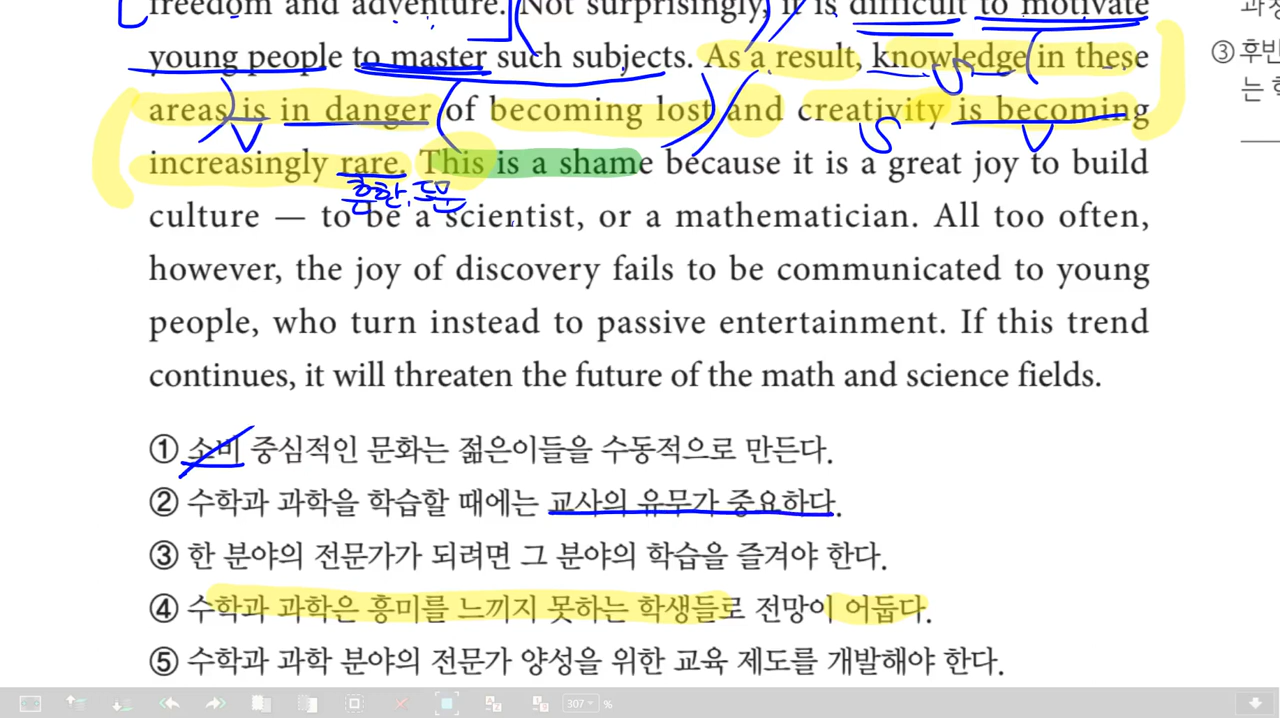 freedom and adventure. Not surprisingly, it is difficult to motivate
과정
young people to master such subjects. As a result, knowledge in these
③ 후반
S
areas is in danger of becoming lost and creativity is becoming
는
V
S
V
increasingly rare. This is a shame because it is a great joy to build
culture — to be a scientist, or a mathematician. All too often,
however, the joy of discovery fails to be communicated to young
people, who turn instead to passive entertainment. If this trend
continues, it will threaten the future of the math and science fields.
① 소비 중심적인 문화는 젊은이들을 수동적으로 만든다.
② 수학과 과학을 학습할 때에는 교사의 유무가 중요하다.
③ 한 분야의 전문가가 되려면 그 분야의 학습을 즐겨야 한다.
④ 수학과 과학은 흥미를 느끼지 못하는 학생들로 전망이 어둡다.
⑤ 수학과 과학 분야의 전문가 양성을 위한 교육 제도를 개발해야 한다.
307 %